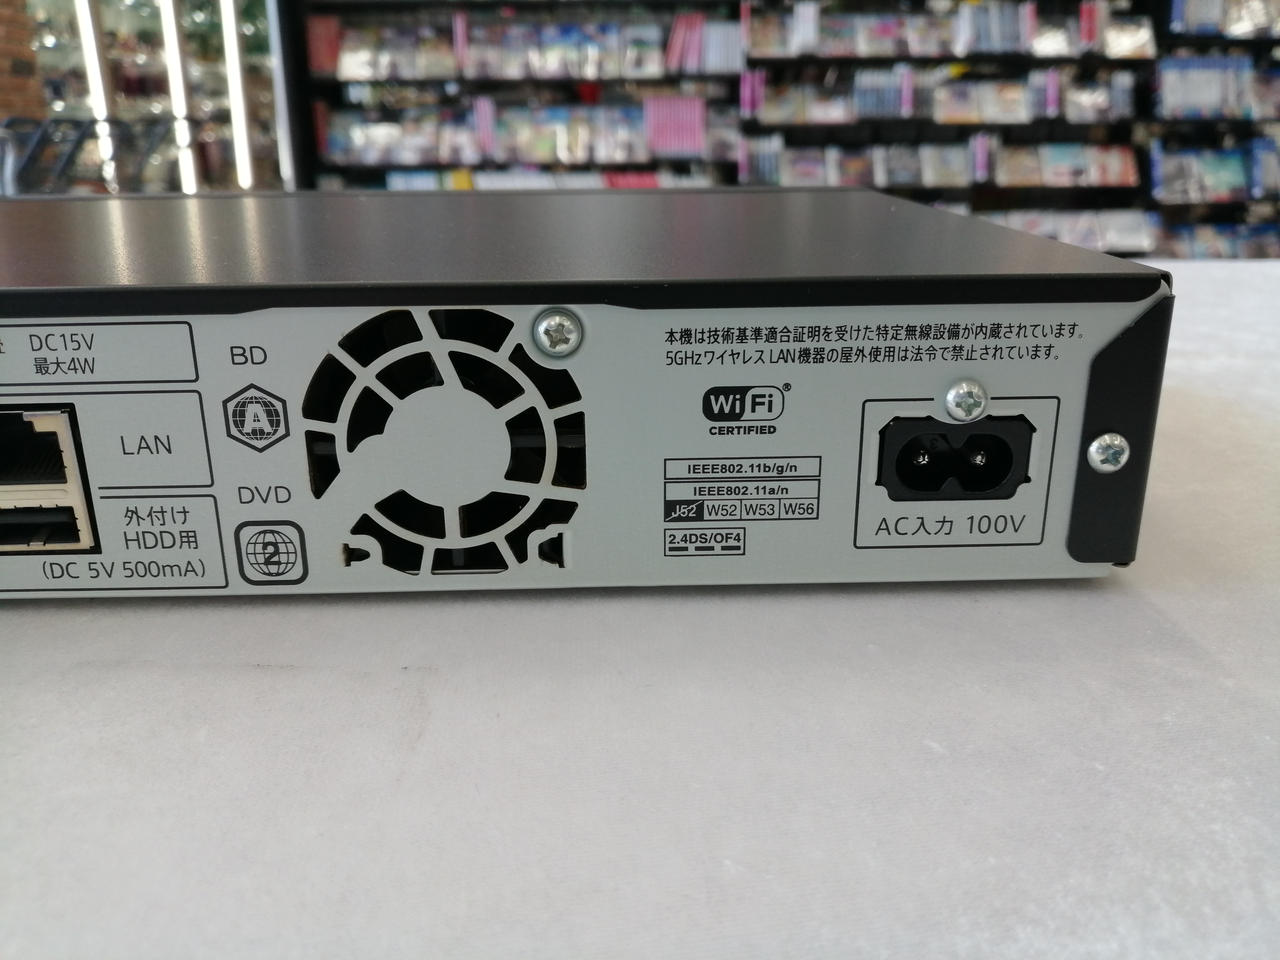 DC15V
最大4W
LAN
外付け
HDD用
(DC 5V 500mA)
BD
A
DVD
2
本機は技術基準適合証明を受けた特定無線設備が内蔵されています。
5GHzワイヤレスLAN機器の屋外使用は法令で禁止されています。
Wi Fi®
CERTIFIED
IEEE802.11b/g/n
IEEE802.11a/n
J52 W52 W53 W56
2.4DS/OF4
AC入力 100V